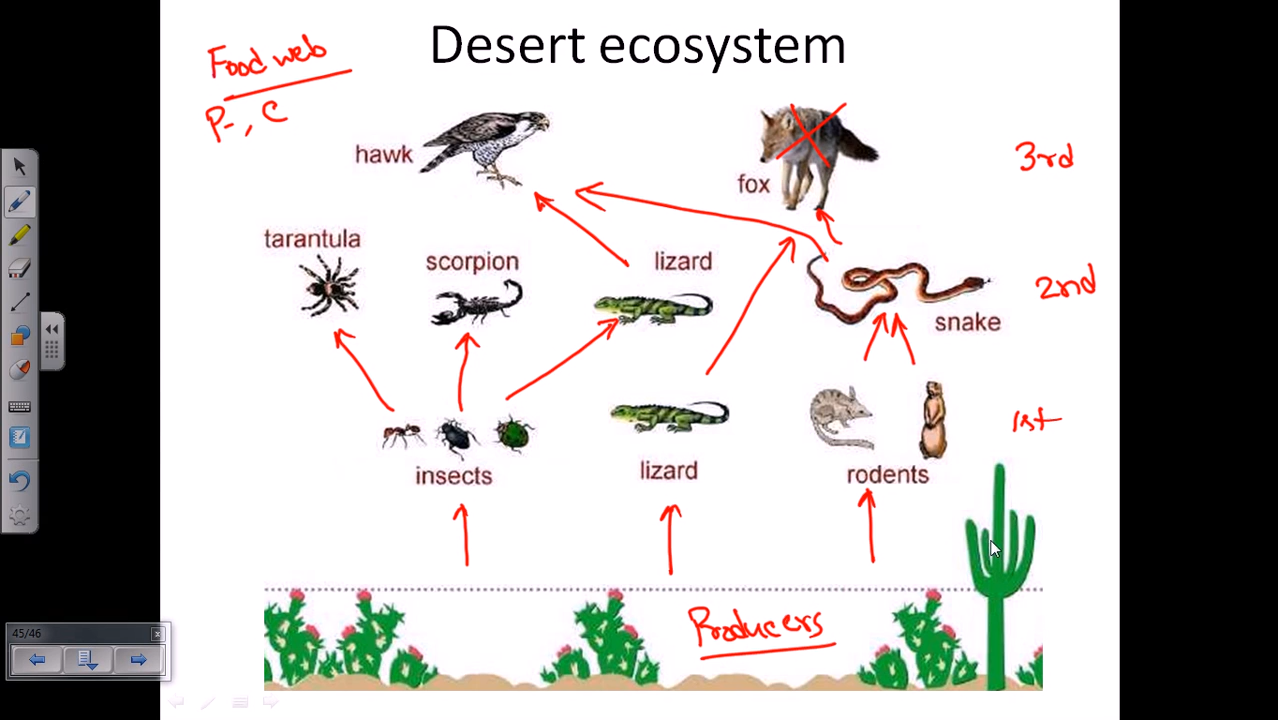 Desert ecosystem
Food web
P-, C
hawk
fox
3rd
tarantula
scorpion
lizard
snake
2nd
insects
lizard
rodents
1st
Producers
45/46